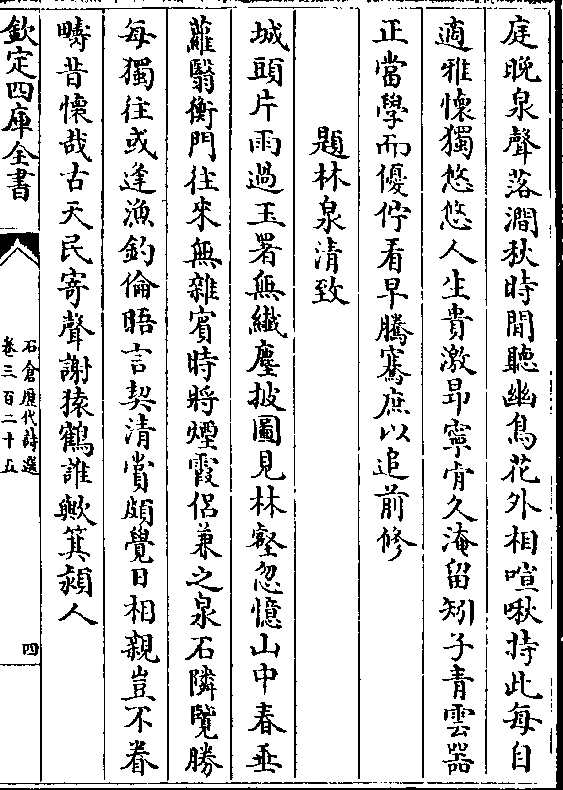 庭晚泉聲落澗秋時聞聽幽鳥花外相喧啾持此每自
適雅懷獨悠悠人生貴激昂寧肯久淹留矧子青雲器
正當學而優佇看早騰騫庶以追前修
題林泉清致
城頭片雨過玉署無纖塵披圖見林壑忽憶山中春垂
蘿翳衡門往來無雜賓時將煙霞侶兼之泉石隣覽勝
每獨往或逢漁釣倫晤言契清賞頗覺日相親豈不眷
疇昔懷哉古天民寄聲謝猿鶴誰歟箕潁人
欽定四庫全書
石倉歷代詩選
卷三百二十五
四